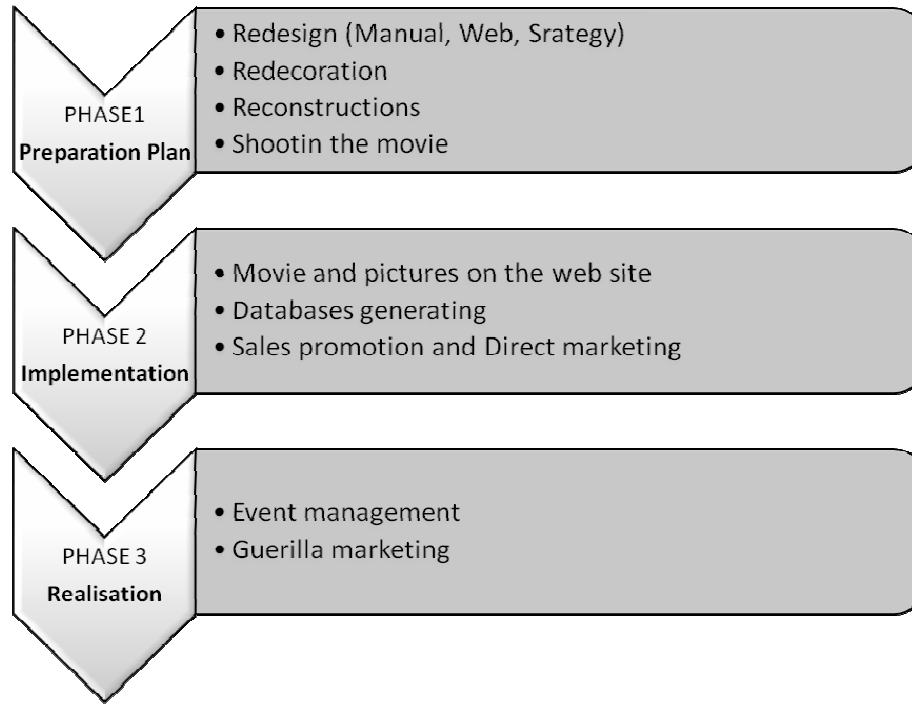 PHASE1
Preparation Plan
• Redesign (Manual, Web, Srategy)
• Redecoration
• Reconstructions
• Shootin the movie
PHASE 2
Implementation
• Movie and pictures on the web site
• Databases generating
• Sales promotion and Direct marketing
PHASE 3
Realisation
• Event management
• Guerilla marketing